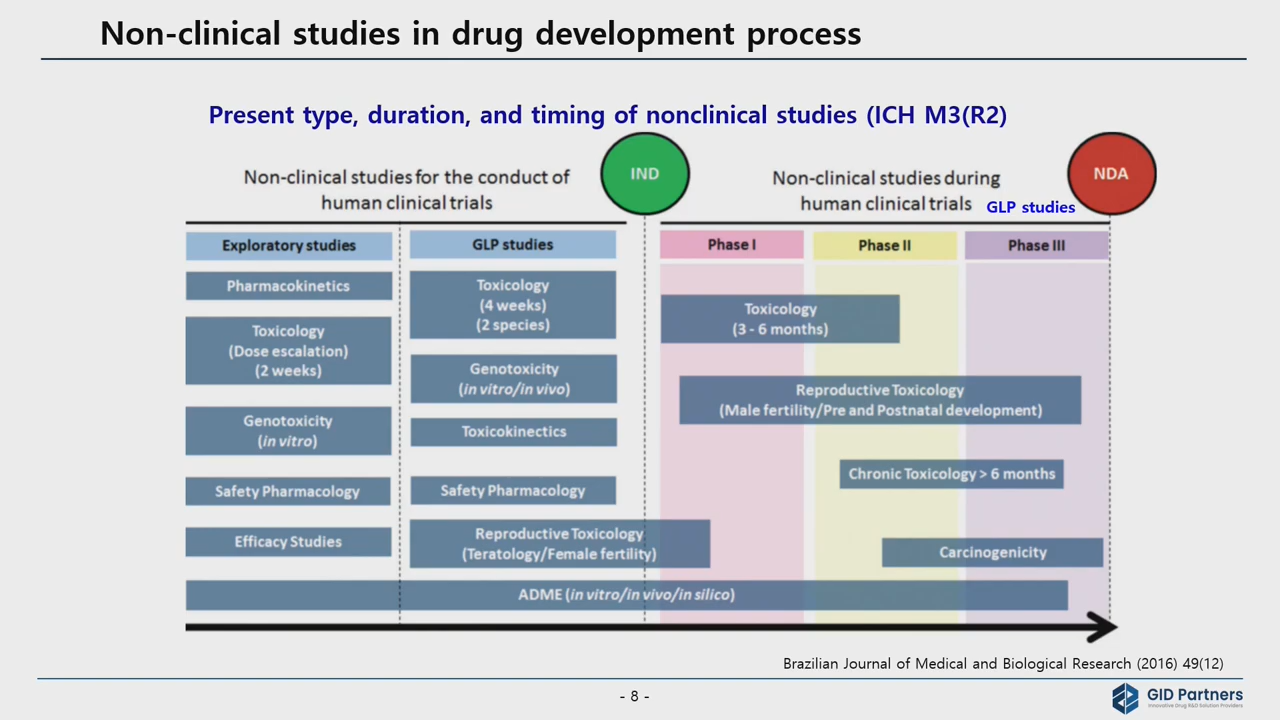 Non-clinical studies in drug development process
Present type, duration, and timing of nonclinical studies (ICH M3(R2)
Non-clinical studies for the conduct of
human clinical trials
IND
Non-clinical studies during
human clinical trials
GLP studies
NDA
Exploratory studies
GLP studies
Phase I
Phase II
Phase III
Pharmacokinetics
Toxicology
(Dose escalation)
(2 weeks)
Genotoxicity
(in vitro)
Safety Pharmacology
Efficacy Studies
Toxicology
(4 weeks)
(2 species)
Genotoxicity
(in vitro/in vivo)
Toxicokinectics
Safety Pharmacology
Reproductive Toxicology
(Teratology/Female fertility)
Toxicology
(3 - 6 months)
Reproductive Toxicology
(Male fertility/Pre and Postnatal development)
Chronic Toxicology > 6 months
Carcinogenicity
ADME (in vitro/in vivo/in silico)
Brazilian Journal of Medical and Biological Research (2016) 49(12)
- 8 -
GID Partners
Innovative Drug R&D Solution Providers